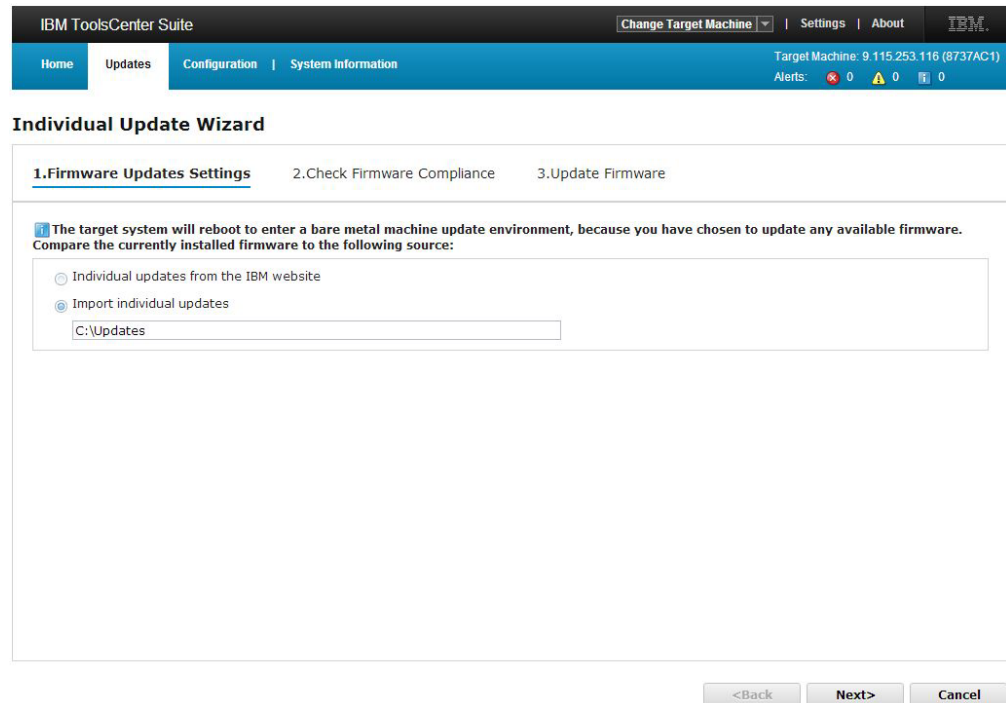 IBM ToolsCenter Suite
Change Target Machine | Settings | About IBM.
Home Updates Configuration | System Information
Target Machine: 9.115.253.116 (8737AC1)
Alerts: 0 0 0
Individual Update Wizard
1.Firmware Updates Settings 2.Check Firmware Compliance 3.Update Firmware
The target system will reboot to enter a bare metal machine update environment, because you have chosen to update any available firmware.
Compare the currently installed firmware to the following source:
Individual updates from the IBM website
Import individual updates
C:\Updates
<Back Next> Cancel